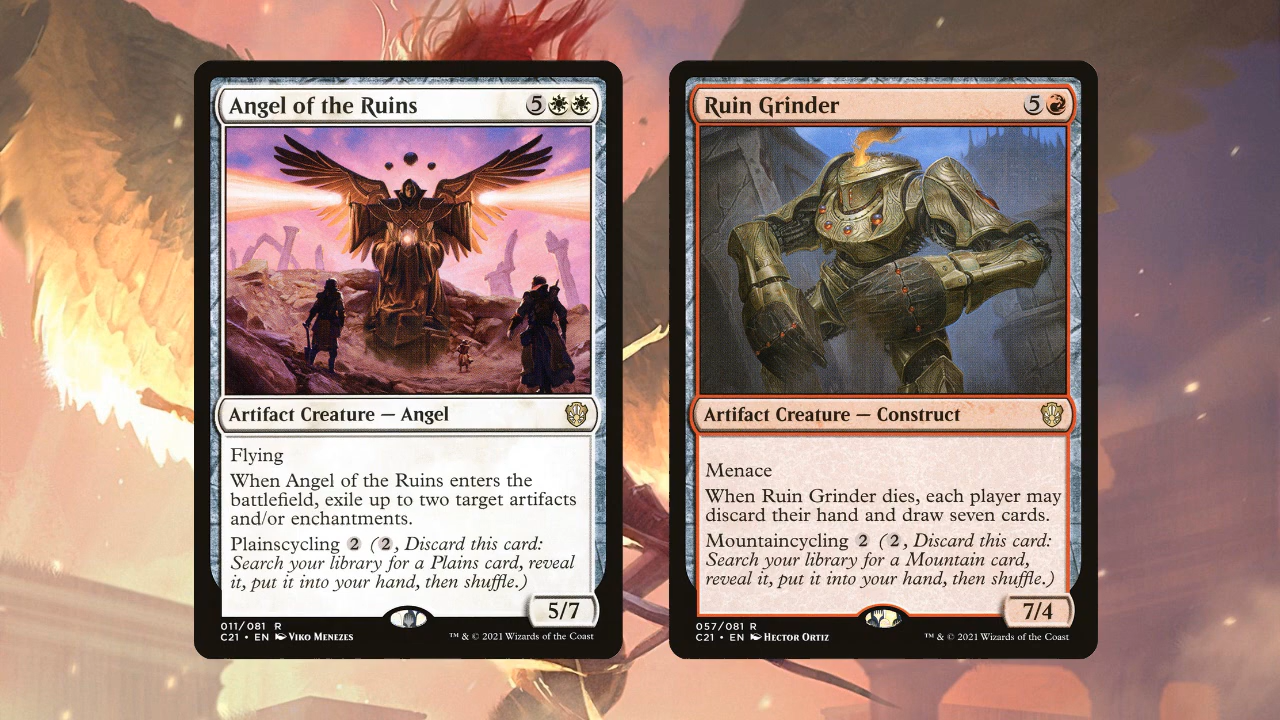 Angel of the Ruins 5
Artifact Creature — Angel
Flying
When Angel of the Ruins enters the
battlefield, exile up to two target artifacts
and/or enchantments.
Plainscycling 2 (2, Discard this card:
Search your library for a Plains card, reveal
it, put it into your hand, then shuffle.)
5/7
011/081 R
C21 • EN Viko Menezes
™ & © 2021 Wizards of the Coast
Ruin Grinder 5
Artifact Creature — Construct
Menace
When Ruin Grinder dies, each player may
discard their hand and draw seven cards.
Mountaincycling 2 (2, Discard this card:
Search your library for a Mountain card,
reveal it, put it into your hand, then shuffle.)
7/4
057/081 R
C21 • EN Hector Ortiz
™ & © 2021 Wizards of the Coast